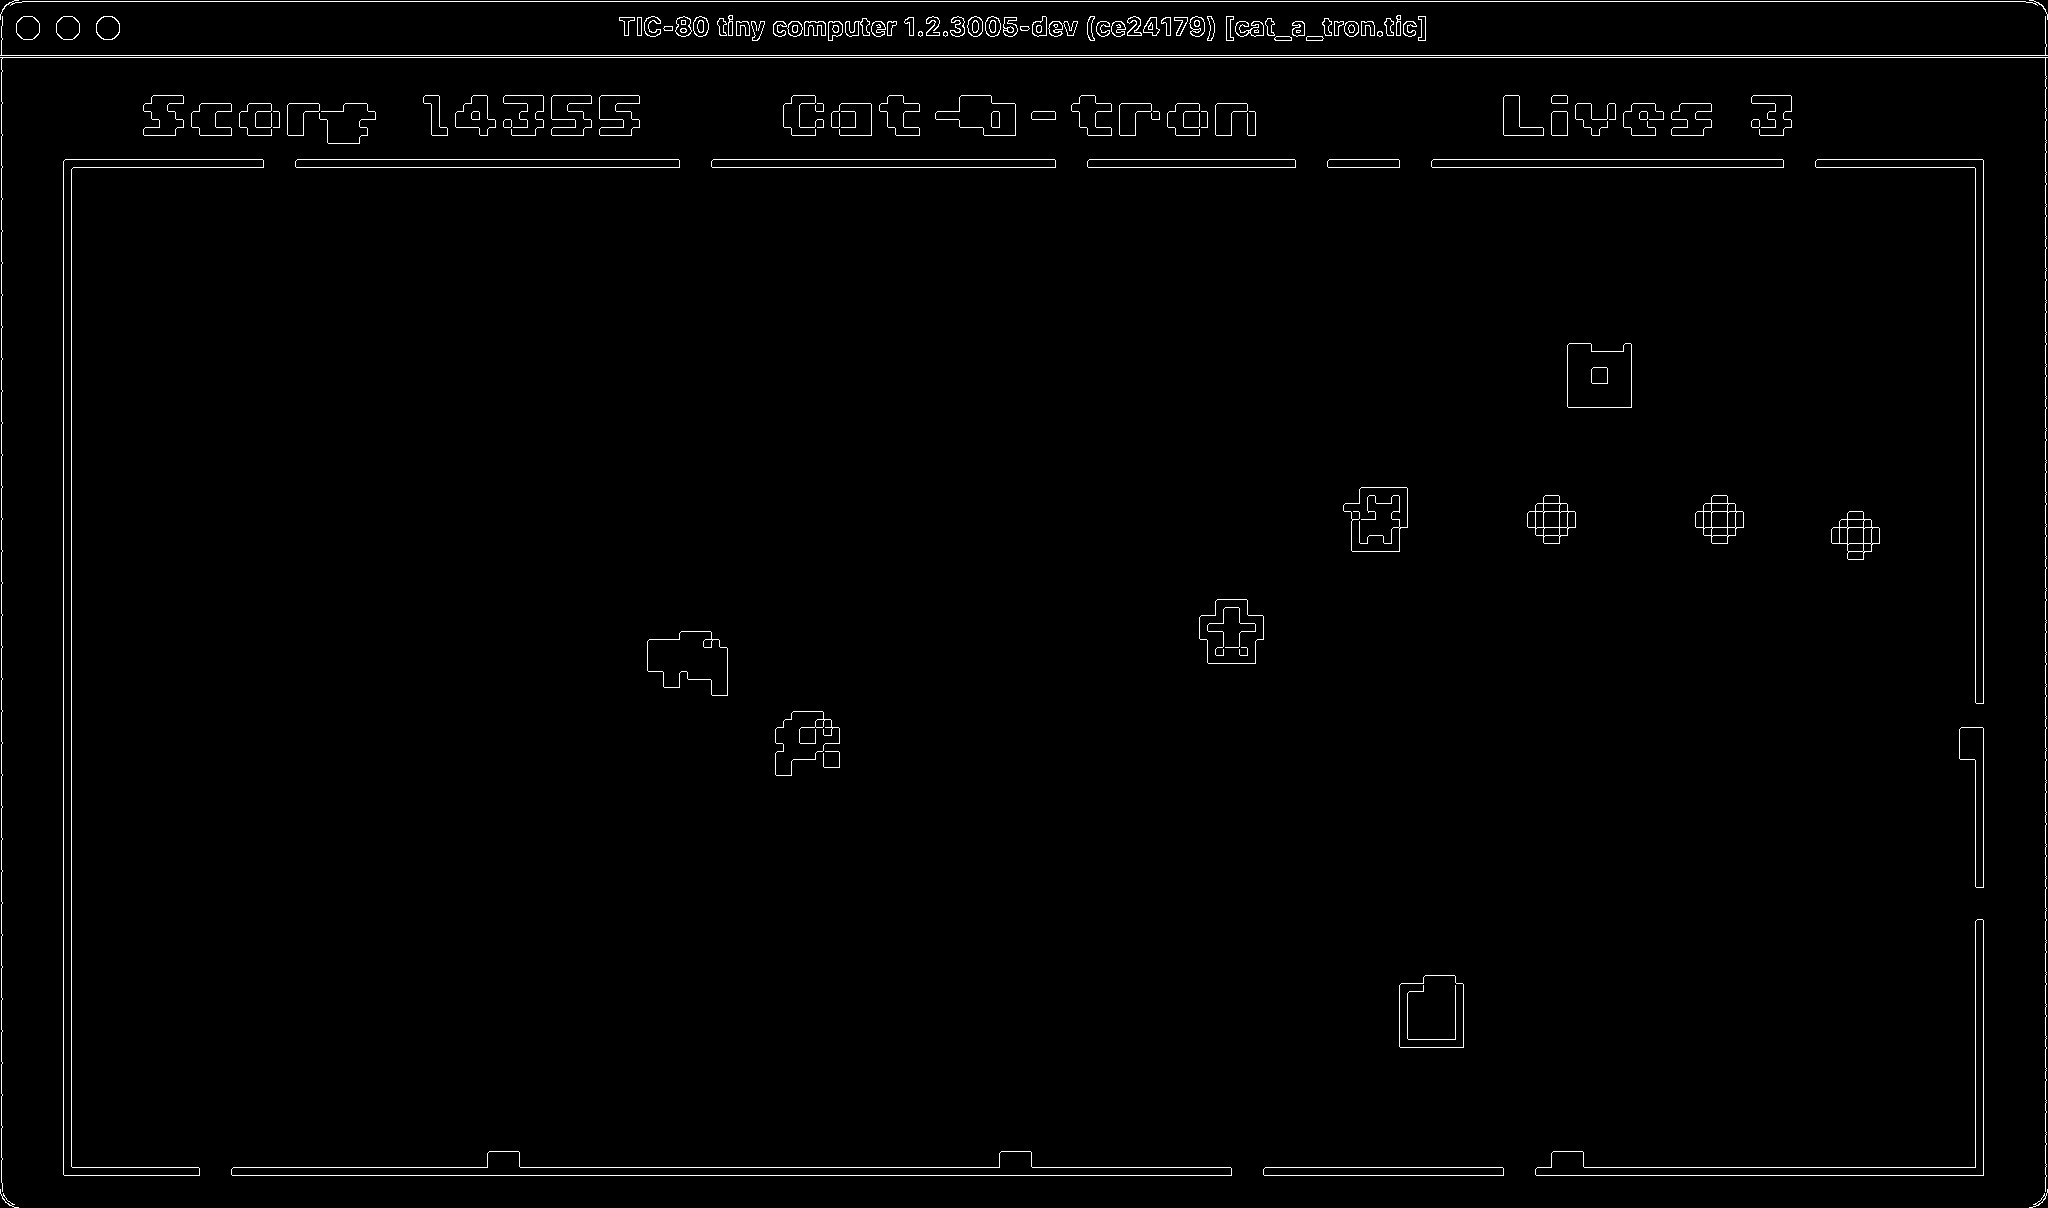 TIC-80 tiny computer 1.2.3005-dev (ce24179) [cat_a_tron.tic]
Score 14355 Cat-a-tron Lives 3